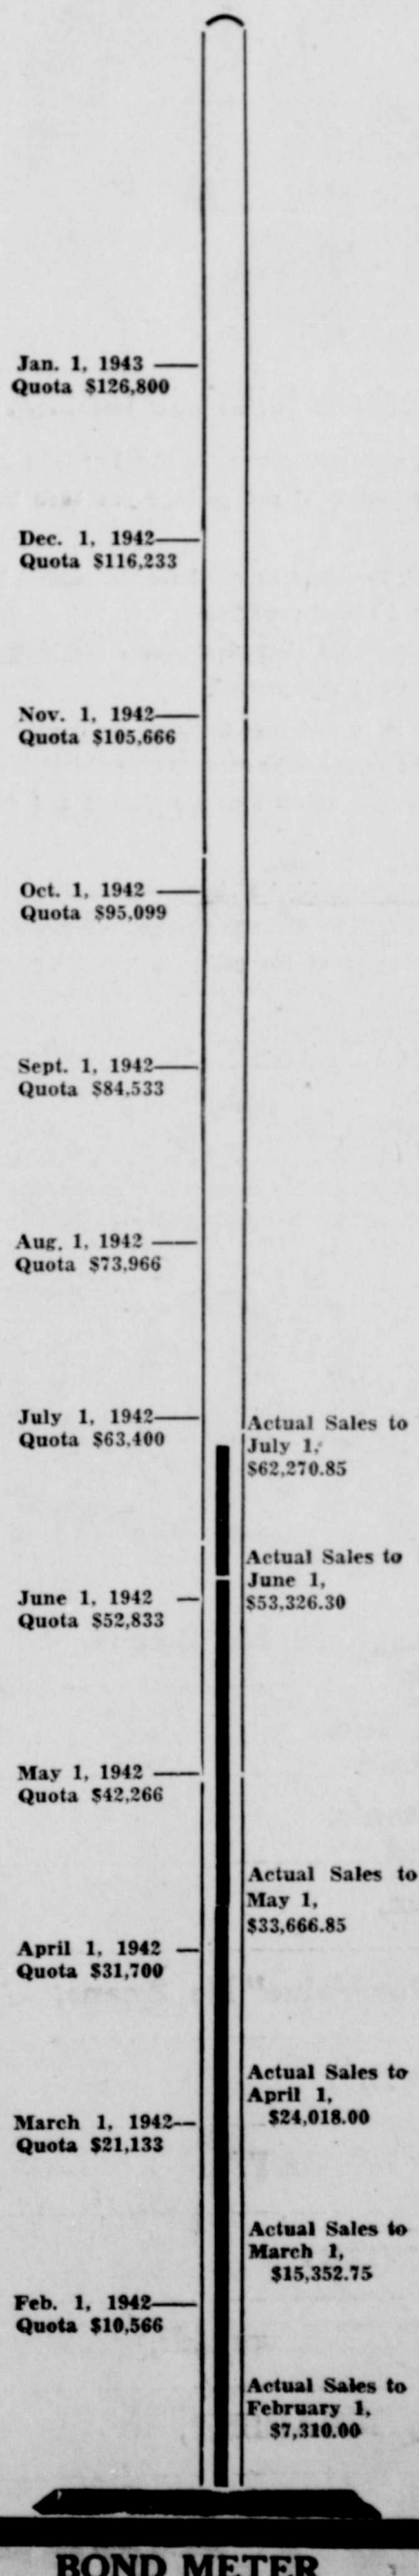 Jan. 1, 1943
Quota $126,800
Dec. 1, 1942
Quota $116,233
Nov. 1, 1942
Quota $105,666
Oct. 1, 1942
Quota $95,099
Sept. 1, 1942
Quota $84,533
Aug. 1, 1942
Quota $73,966
July 1, 1942
Quota $63,400
Actual Sales to
July 1,
$62,270.85
Actual Sales to
June 1,
$53,326.30
June 1, 1942
Quota $52,833
May 1, 1942
Quota $42,266
Actual Sales to
May 1,
$33,666.85
April 1, 1942
Quota $31,700
Actual Sales to
April 1,
$24,018.00
March 1, 1942
Quota $21,133
Actual Sales to
March 1,
$15,352.75
Feb. 1, 1942
Quota $10,566
Actual Sales to
February 1,
$7,310.00
BOND METER